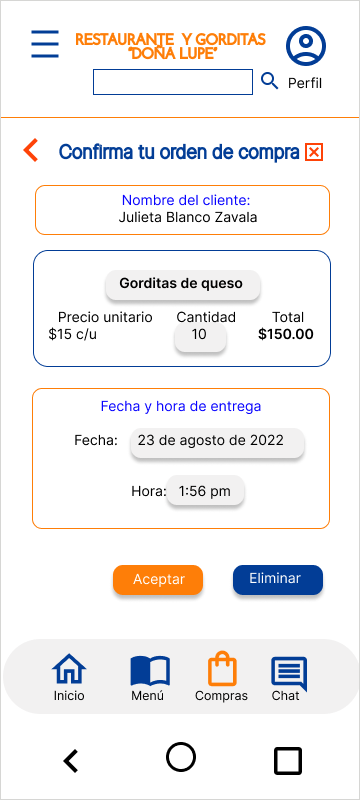 RESTAURANTE Y GORDITAS
"DOÑA LUPE"
Perfil
Confirma tu orden de compra
Nombre del cliente:
Julieta Blanco Zavala
Gorditas de queso
Precio unitario Cantidad Total
$15 c/u 10 $150.00
Fecha y hora de entrega
Fecha: 23 de agosto de 2022
Hora: 1:56 pm
Aceptar Eliminar
Inicio Menú Compras Chat